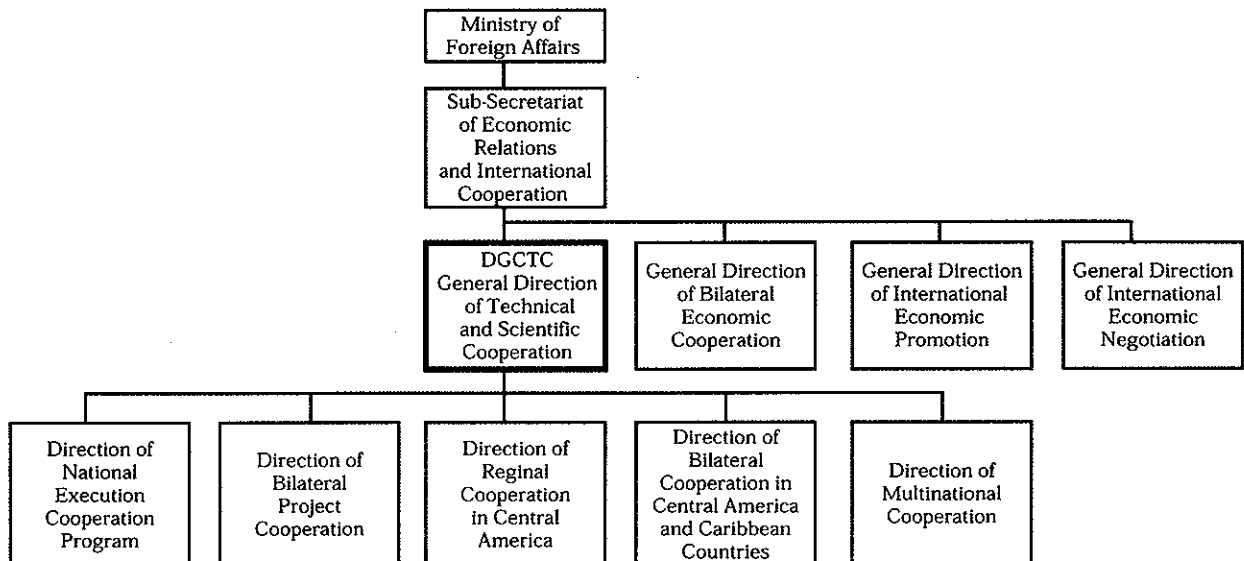 Ministry of
Foreign Affairs
Sub-Secretariat
of Economic
Relations
and International
Cooperation
DGCTC
General Direction
of Technical
and Scientific
Cooperation
General Direction
of Bilateral
Economic
Cooperation
General Direction
of International
Economic
Promotion
General Direction
of International
Economic
Negotiation
Direction of
National
Execution
Cooperation
Program
Direction of
Bilateral
Project
Cooperation
Direction of
Reginal
Cooperation
in Central
America
Direction of
Bilateral
Cooperation in
Central America
and Caribbean
Countries
Direction of
Multinational
Cooperation